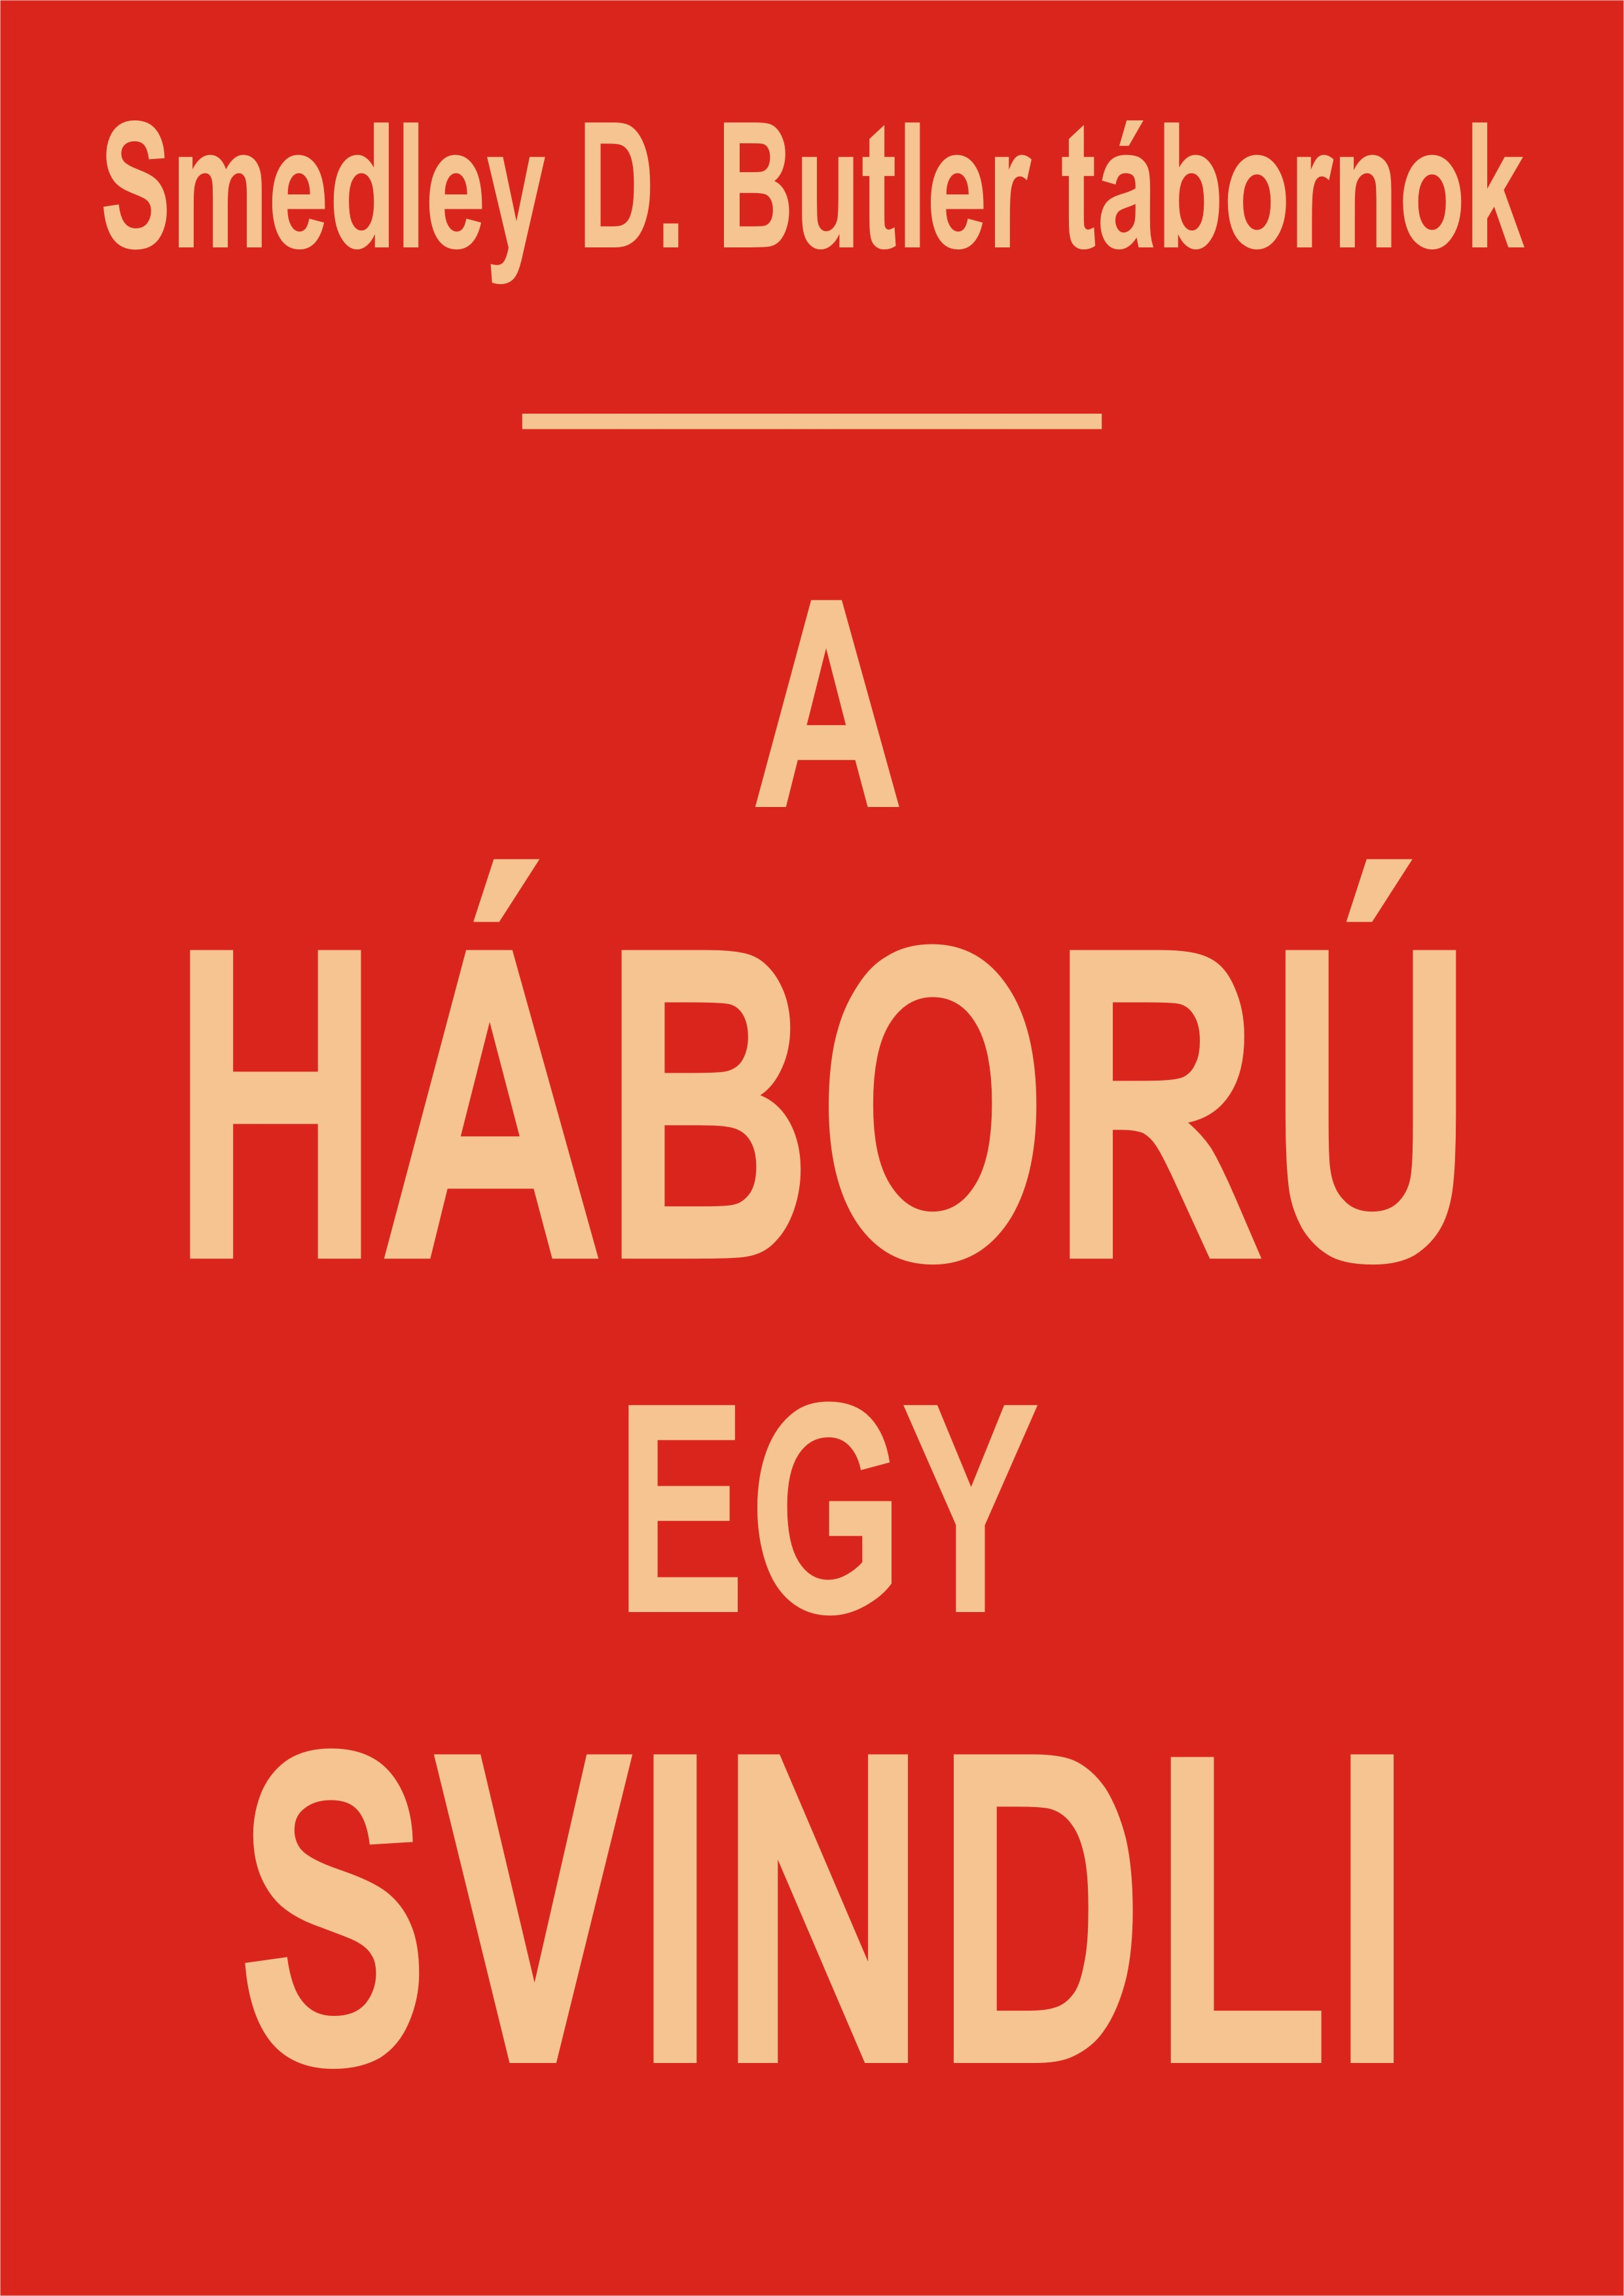 Smedley D. Butler tábornok
A
HÁBORÚ
EGY
SVINDLI